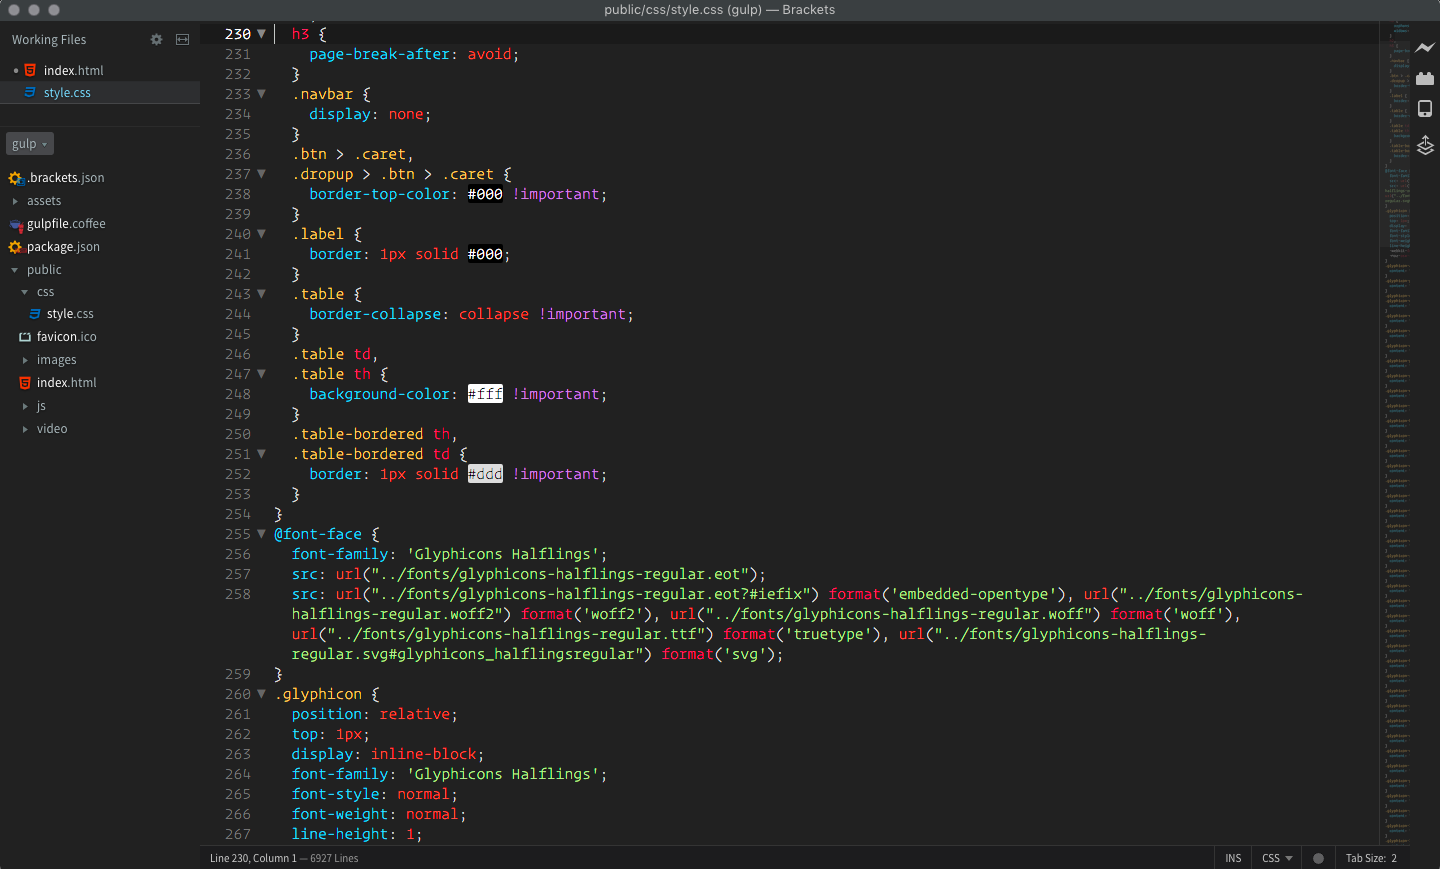 public/css/style.css (gulp) — Brackets
Working Files
index.html
style.css
gulp
.brackets.json
assets
gulpfile.coffee
package.json
public
css
style.css
favicon.ico
images
index.html
js
video
230 h3 {
231 page-break-after: avoid;
232 }
233 .navbar {
234 display: none;
235 }
236 .btn > .caret,
237 .dropup > .btn > .caret {
238 border-top-color: #000 !important;
239 }
240 .label {
241 border: 1px solid #000;
242 }
243 .table {
244 border-collapse: collapse !important;
245 }
246 .table td,
247 .table th {
248 background-color: #fff !important;
249 }
250 .table-bordered th,
251 .table-bordered td {
252 border: 1px solid #ddd !important;
253 }
254 }
255 @font-face {
256 font-family: 'Glyphicons Halflings';
257 src: url("../fonts/glyphicons-halflings-regular.eot");
258 src: url("../fonts/glyphicons-halflings-regular.eot?#iefix") format('embedded-opentype'), url("../fonts/glyphicons-
halflings-regular.woff2") format('woff2'), url("../fonts/glyphicons-halflings-regular.woff") format('woff'),
url("../fonts/glyphicons-halflings-regular.ttf") format('truetype'), url("../fonts/glyphicons-halflings-
regular.svg#glyphicons_halflingsregular") format('svg');
259 }
260 .glyphicon {
261 position: relative;
262 top: 1px;
263 display: inline-block;
264 font-family: 'Glyphicons Halflings';
265 font-style: normal;
266 font-weight: normal;
267 line-height: 1;
Line 230, Column 1 — 6927 Lines
INS
CSS
Tab Size: 2